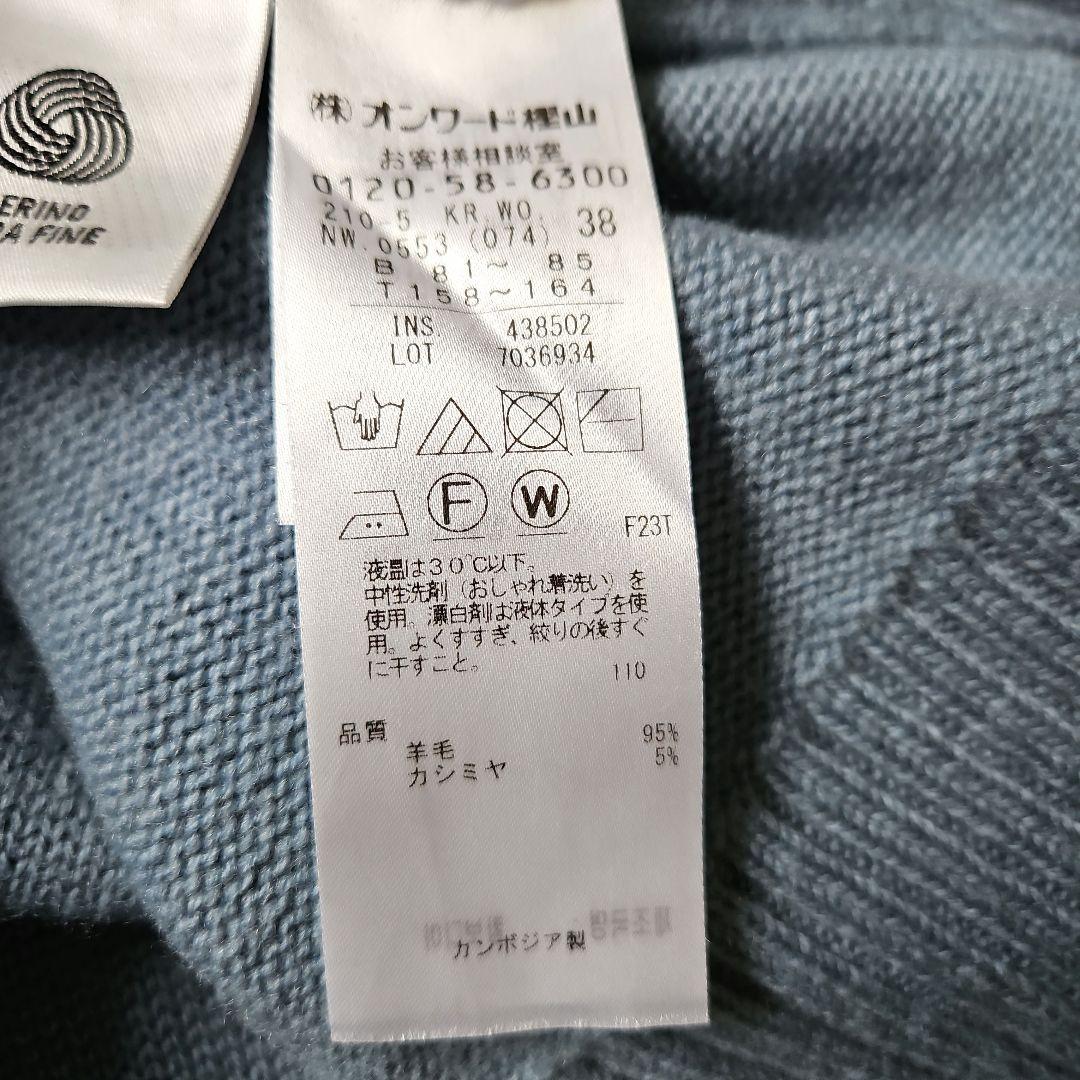 ERINO
RA FINE
(株)オンワード樫山
お客様相談室
0120-58-6300
210-5 KR.WO. 38
NW.0553 (074)
B 81～ 85
T 158～164
INS. 438502
LOT 7036934
F
W
F23T
液温は30℃以下。
中性洗剤(おしゃれ着洗い)を
使用。漂白剤は液体タイプを使
用。よくすすぎ、絞りの後すぐ
に干すこと。
110
品質
羊毛 95%
カシミヤ 5%
カンボジア製